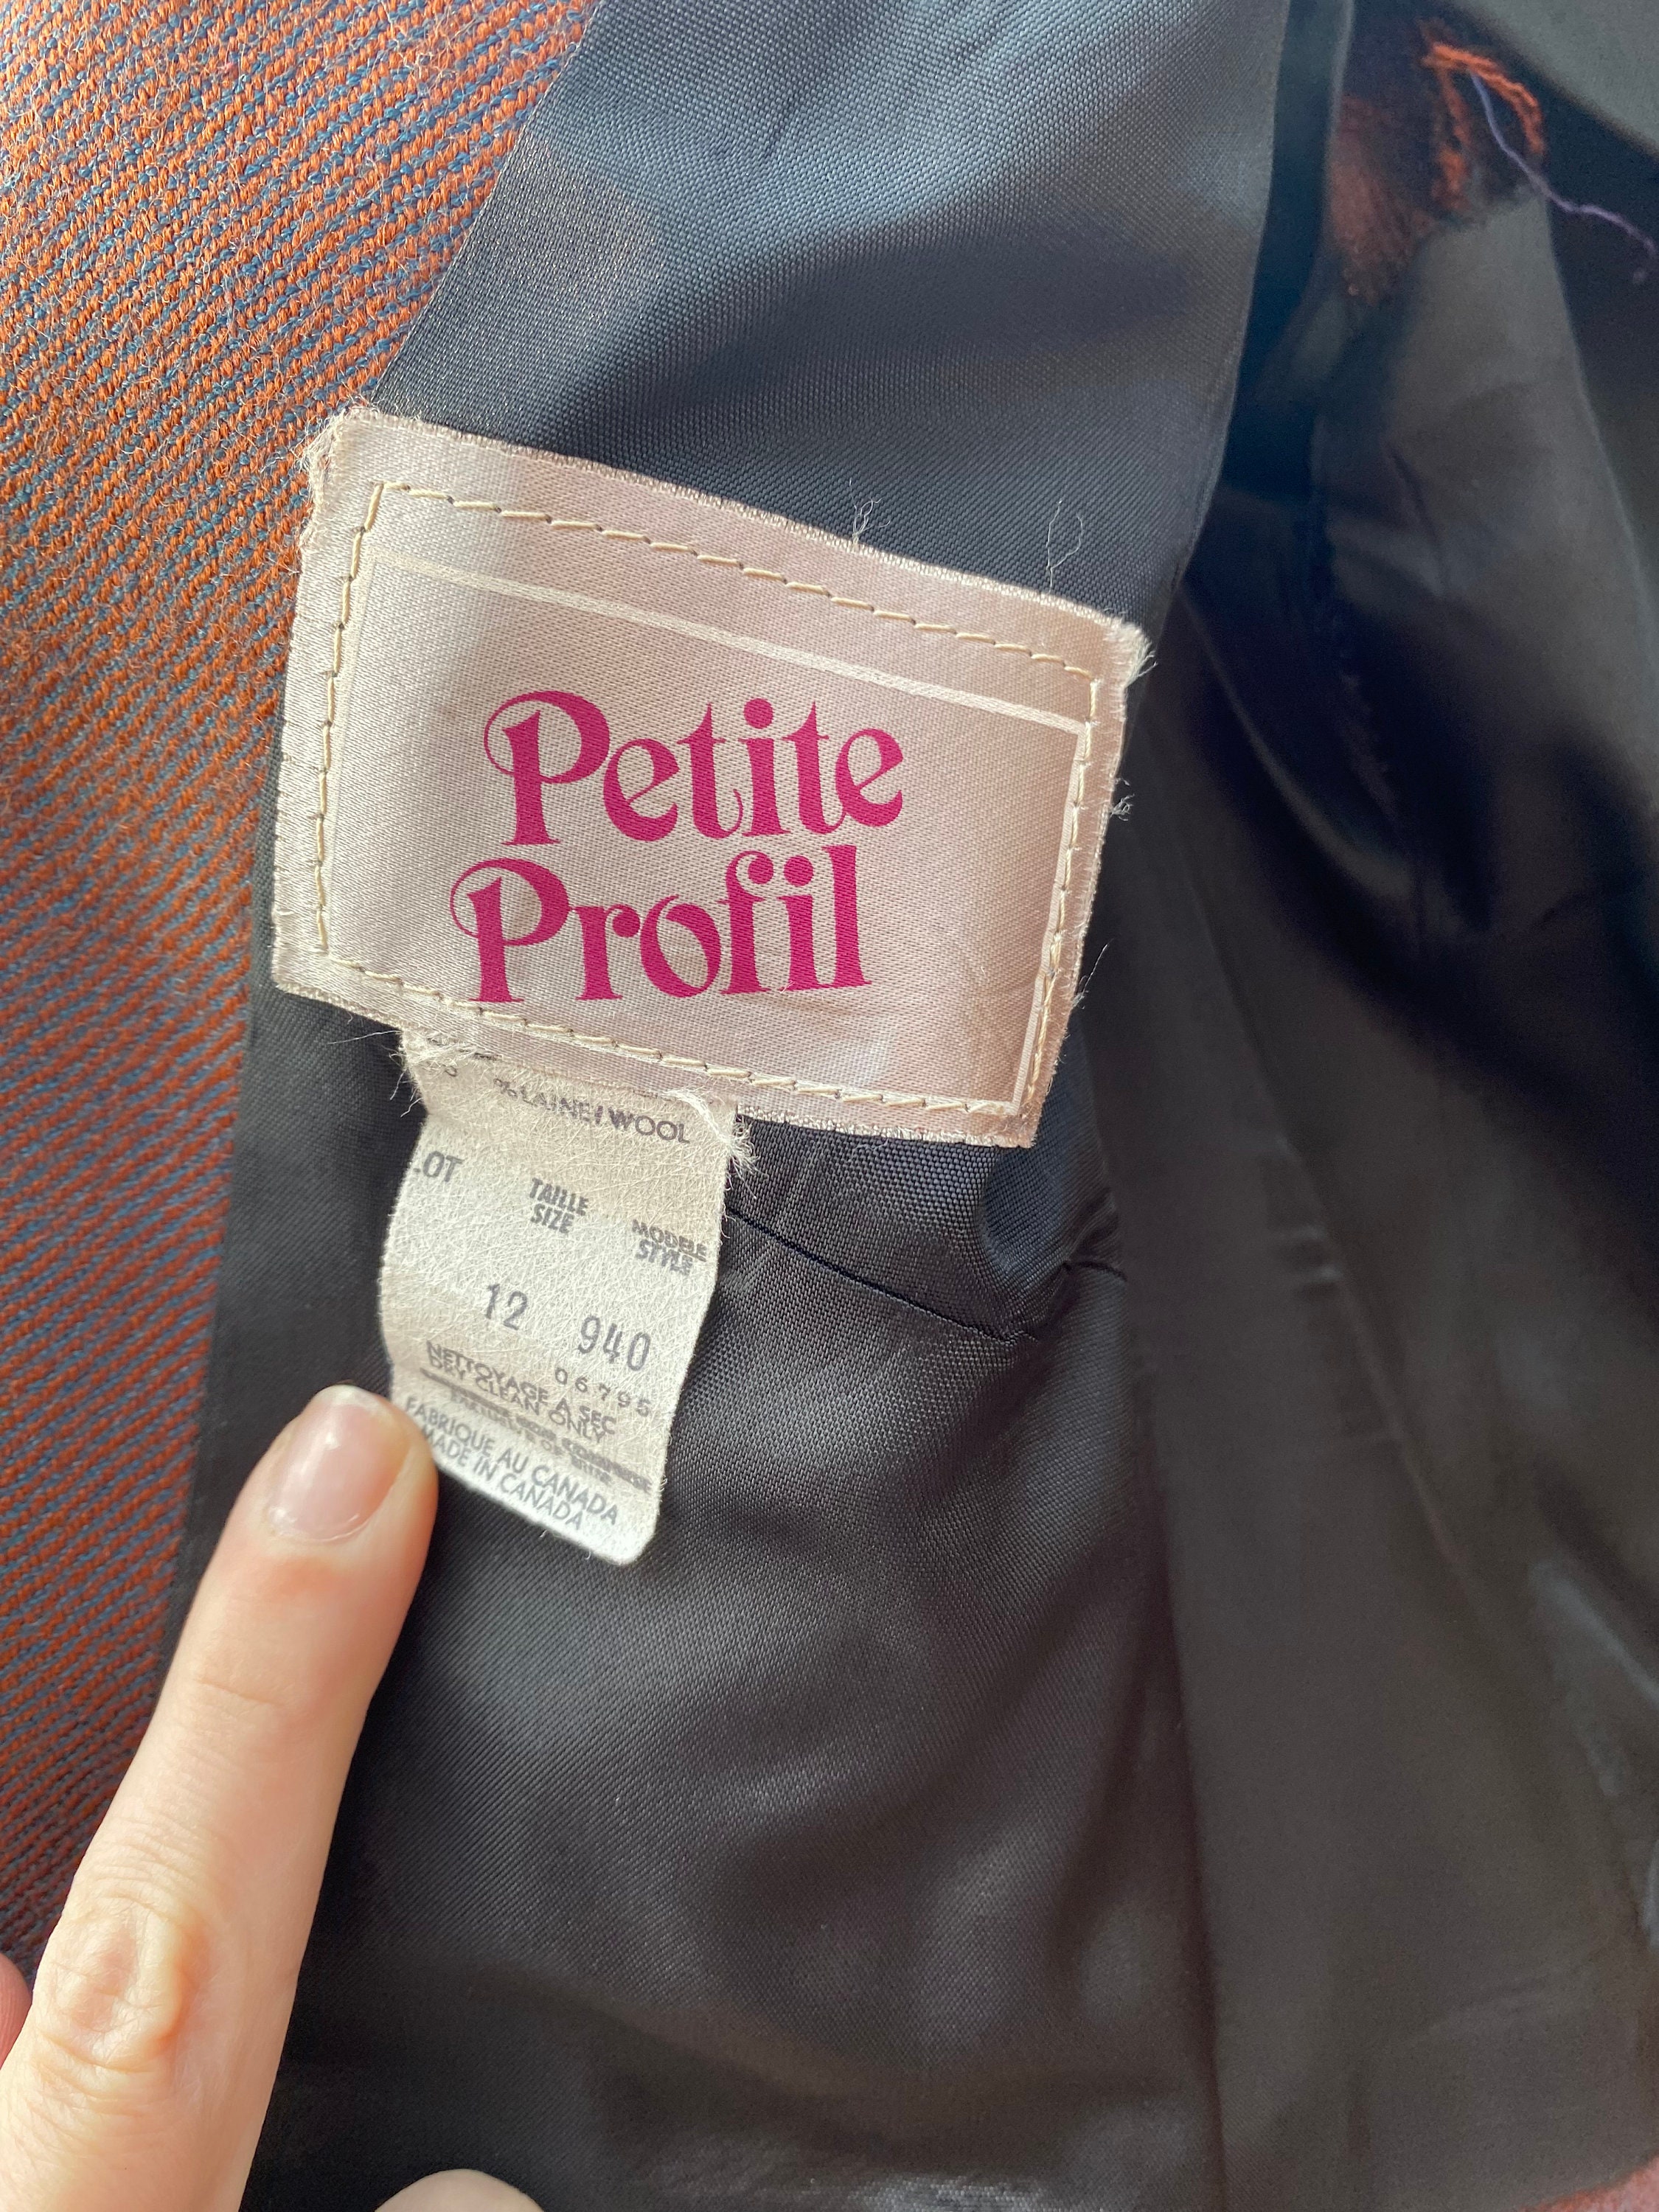 Petite
Profil
% LAINE / WOOL
LOT
TAILLE
SIZE
MODELE
STYLE
12 940
06795
NETTOYAGE A SEC
DRY CLEAN ONLY
FABRIQUE AU CANADA
MADE IN CANADA